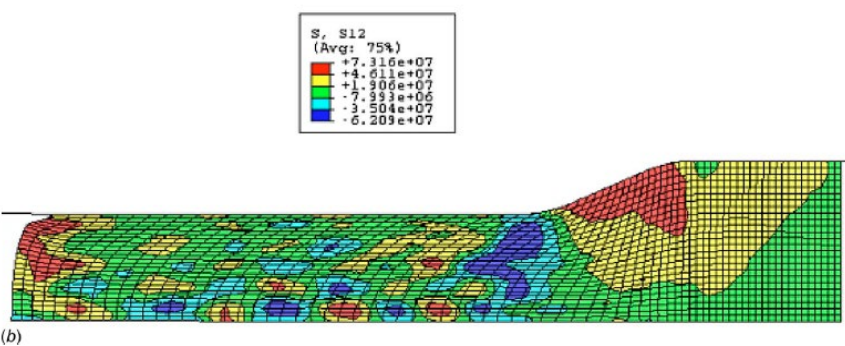 S, S12
(Avg: 75%)
+7.316e+07
+4.611e+07
+1.906e+07
-7.993e+06
-3.504e+07
-6.209e+07
(b)